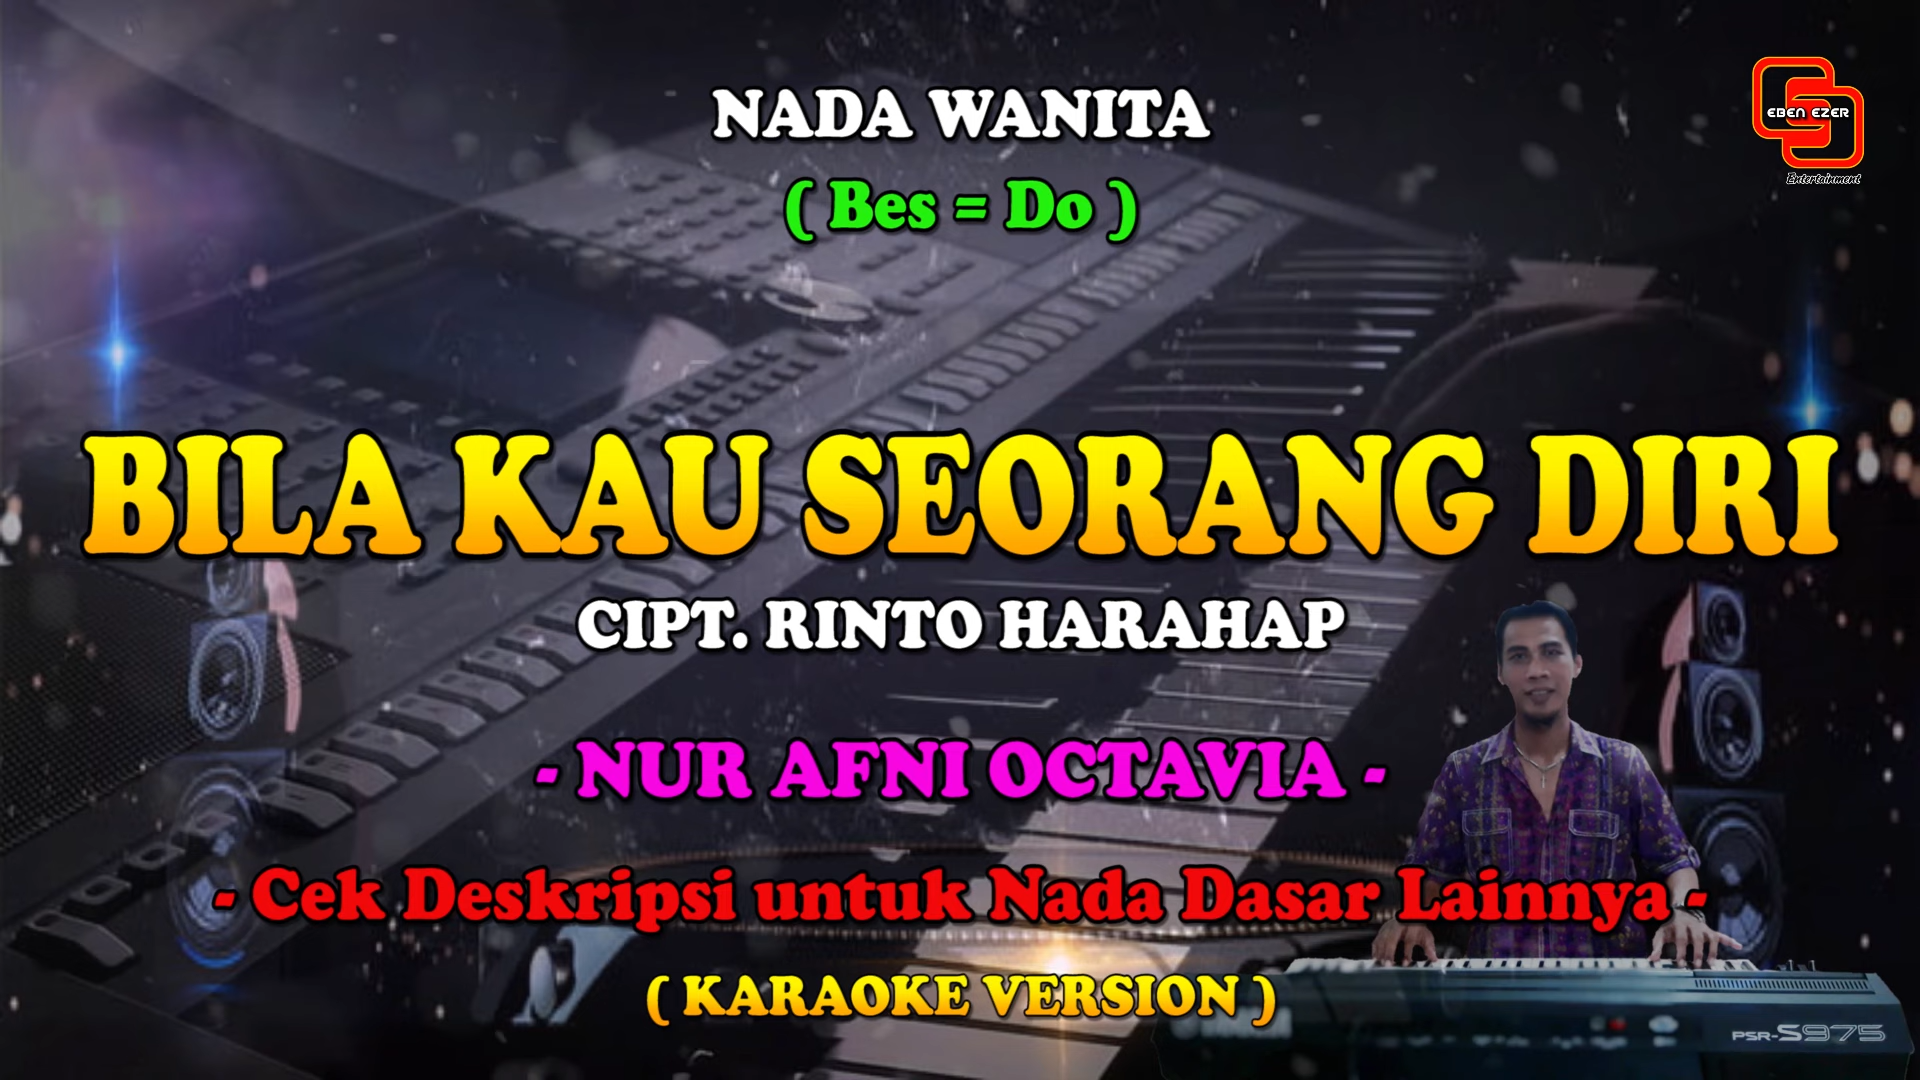 NADA WANITA
( Bes = Do )
EBEN EZER
Entertainment
BILA KAU SEORANG DIRI
CIPT. RINTO HARAHAP
- NUR AFNI OCTAVIA -
- Cek Deskripsi untuk Nada Dasar Lainnya -
( KARAOKE VERSION )
PSR-S975